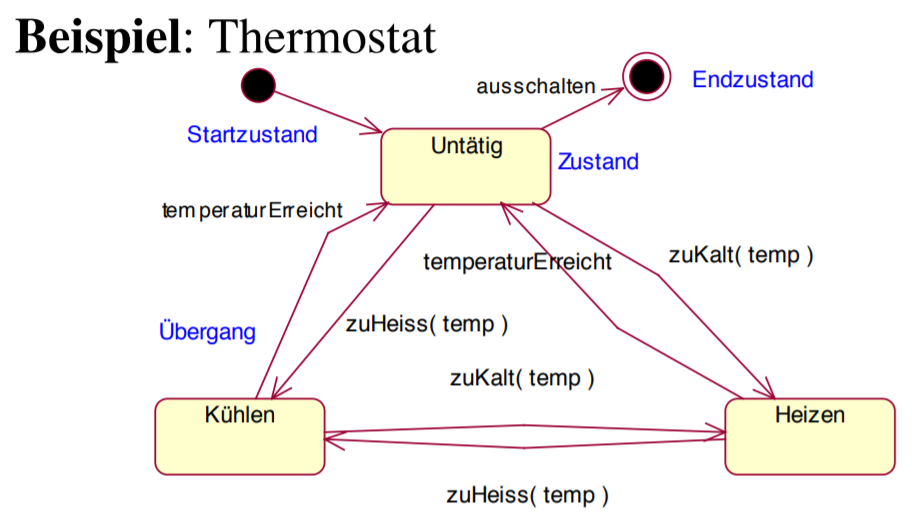 Beispiel: Thermostat
ausschalten
Endzustand
Startzustand
Untätig
Zustand
temperaturErreicht
temperaturErreicht
zuKalt( temp )
Übergang
zuHeiss( temp )
zuKalt( temp )
Kühlen
Heizen
zuHeiss( temp )